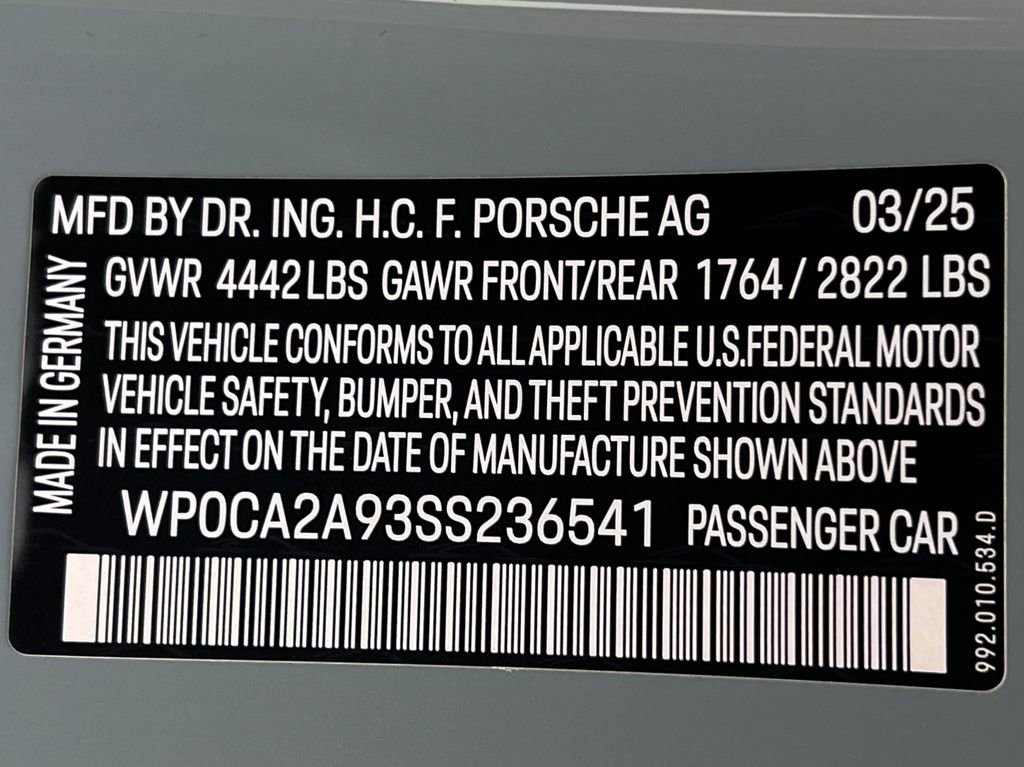 MFD BY DR. ING. H.C. F. PORSCHE AG 03/25
GVWR 4442 LBS GAWR FRONT/REAR 1764 / 2822 LBS
THIS VEHICLE CONFORMS TO ALL APPLICABLE U.S.FEDERAL MOTOR
VEHICLE SAFETY, BUMPER, AND THEFT PREVENTION STANDARDS
IN EFFECT ON THE DATE OF MANUFACTURE SHOWN ABOVE
WP0CA2A93SS236541 PASSENGER CAR
MADE IN GERMANY
992.010.534.D